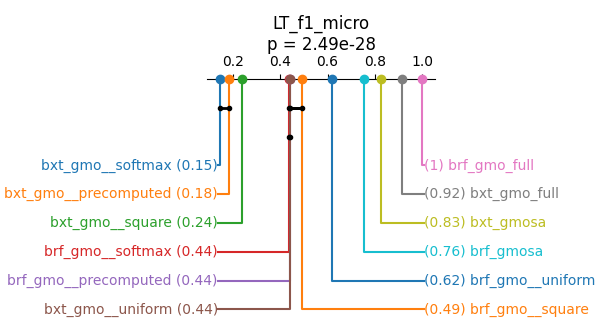 LT_f1_micro
p = 2.49e-28
0.2 0.4 0.6 0.8 1.0
bxt_gmo__softmax (0.15) (1) brf_gmo_full
bxt_gmo__precomputed (0.18) (0.92) bxt_gmo_full
bxt_gmo__square (0.24) (0.83) bxt_gmosa
brf_gmo__softmax (0.44) (0.76) brf_gmosa
brf_gmo__precomputed (0.44) (0.62) brf_gmo__uniform
bxt_gmo__uniform (0.44) (0.49) brf_gmo__square